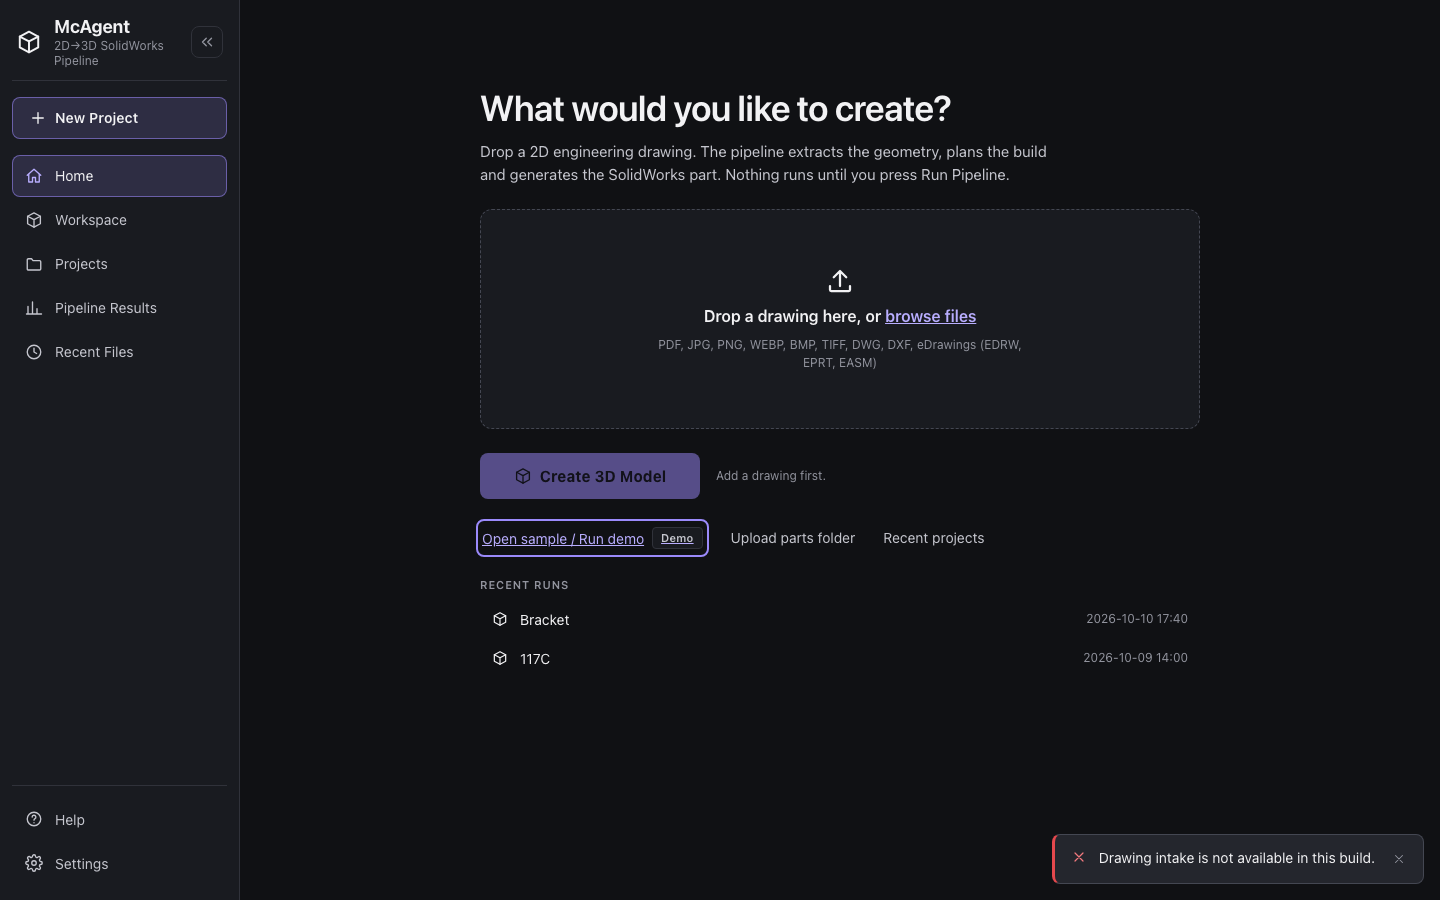 McAgent
2D→3D SolidWorks
Pipeline
New Project
Home
Workspace
Projects
Pipeline Results
Recent Files
Help
Settings
What would you like to create?
Drop a 2D engineering drawing. The pipeline extracts the geometry, plans the build
and generates the SolidWorks part. Nothing runs until you press Run Pipeline.
Drop a drawing here, or browse files
PDF, JPG, PNG, WEBP, BMP, TIFF, DWG, DXF, eDrawings (EDRW,
EPRT, EASM)
Create 3D Model
Add a drawing first.
Open sample / Run demo Demo Upload parts folder Recent projects
RECENT RUNS
Bracket 2026-10-10 17:40
117C 2026-10-09 14:00
Drawing intake is not available in this build.